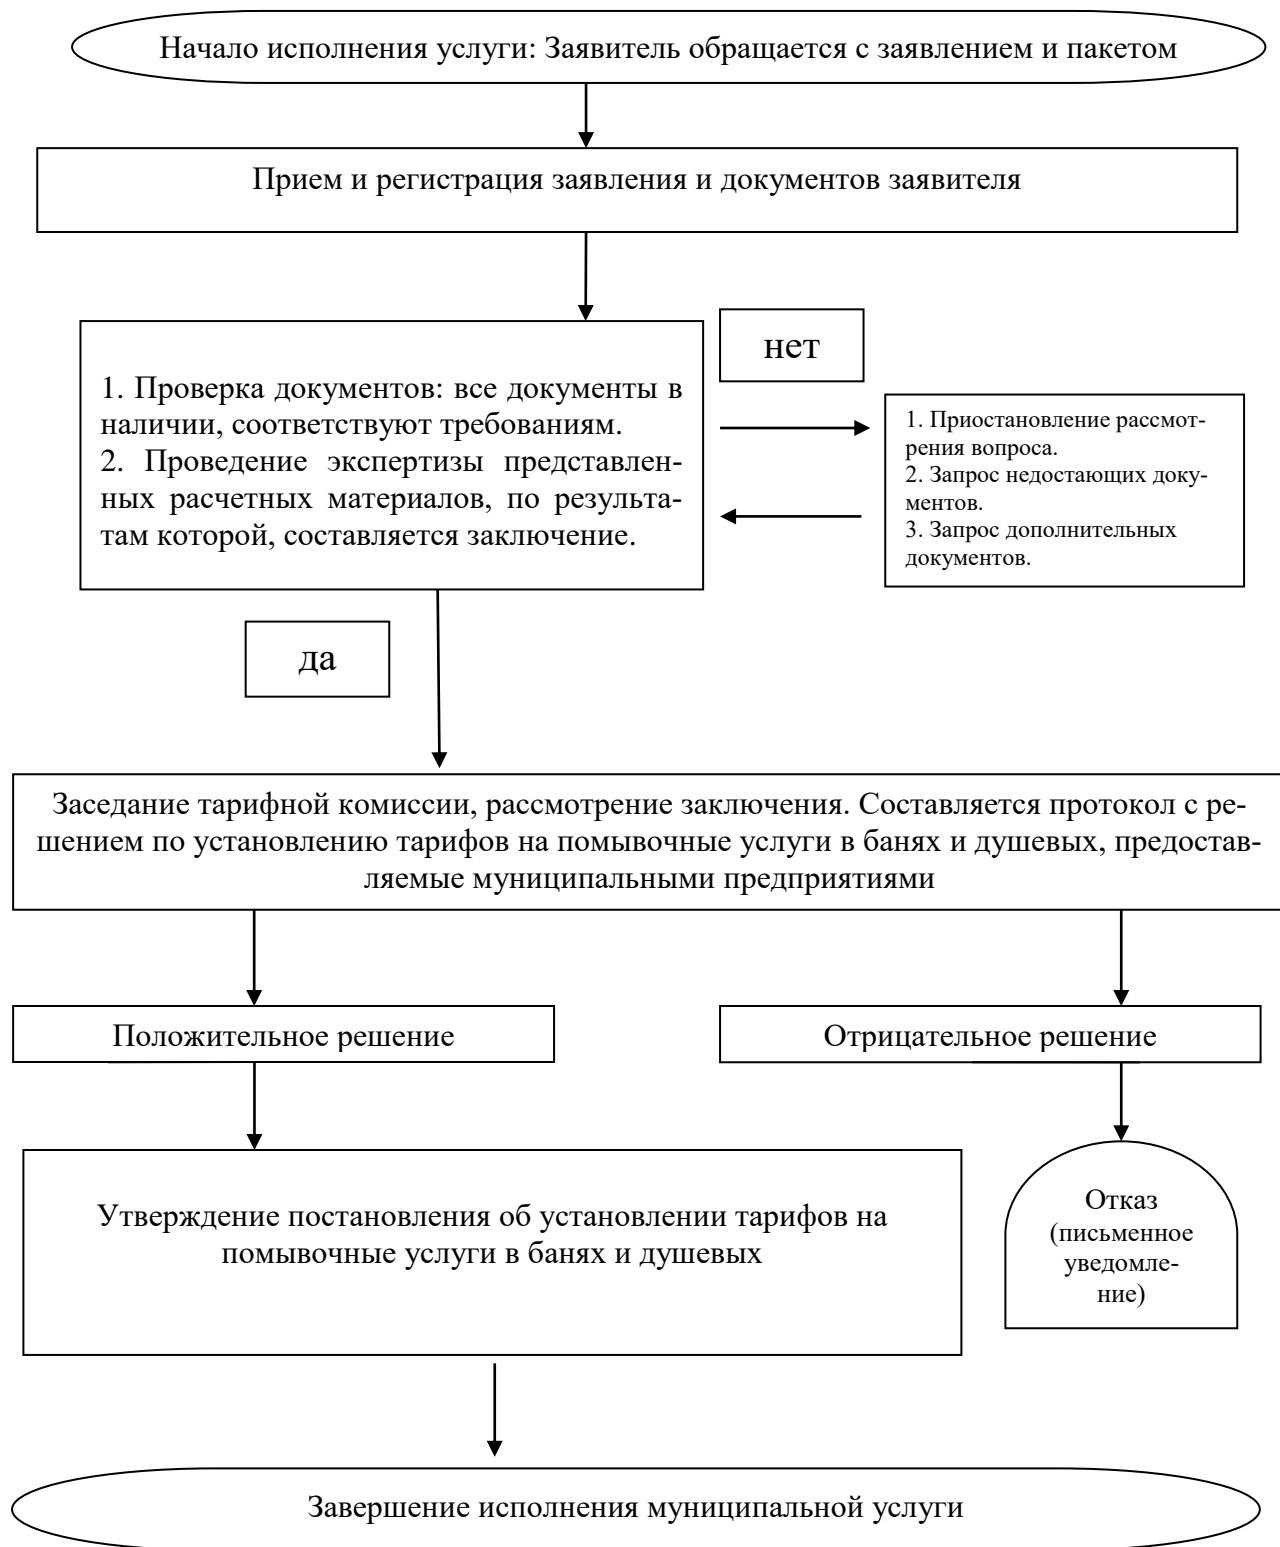 Начало исполнения услуги: Заявитель обращается с заявлением и пакетом
Прием и регистрация заявления и документов заявителя
нет
1. Проверка документов: все документы в
наличии, соответствуют требованиям.
2. Проведение экспертизы представлен-
ных расчетных материалов, по результа-
там которой, составляется заключение.
1. Приостановление рассмот-
рения вопроса.
2. Запрос недостающих доку-
ментов.
3. Запрос дополнительных
документов.
да
Заседание тарифной комиссии, рассмотрение заключения. Составляется протокол с ре-
шением по установлению тарифов на помывочные услуги в банях и душевых, предостав-
ляемые муниципальными предприятиями
Положительное решение
Отрицательное решение
Утверждение постановления об установлении тарифов на
помывочные услуги в банях и душевых
Отказ
(письменное
уведомле-
ние)
Завершение исполнения муниципальной услуги